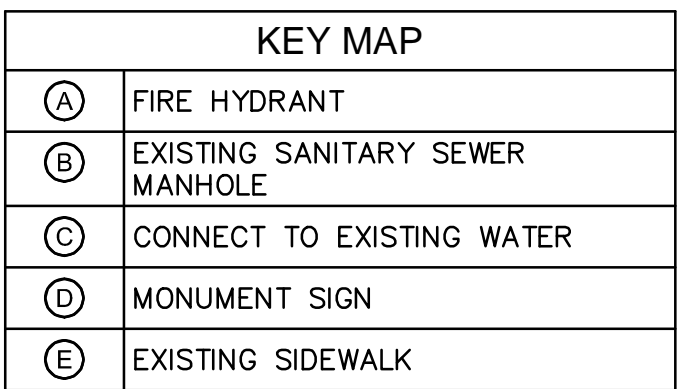 KEY MAP
A FIRE HYDRANT
B EXISTING SANITARY SEWER
MANHOLE
C CONNECT TO EXISTING WATER
D MONUMENT SIGN
E EXISTING SIDEWALK